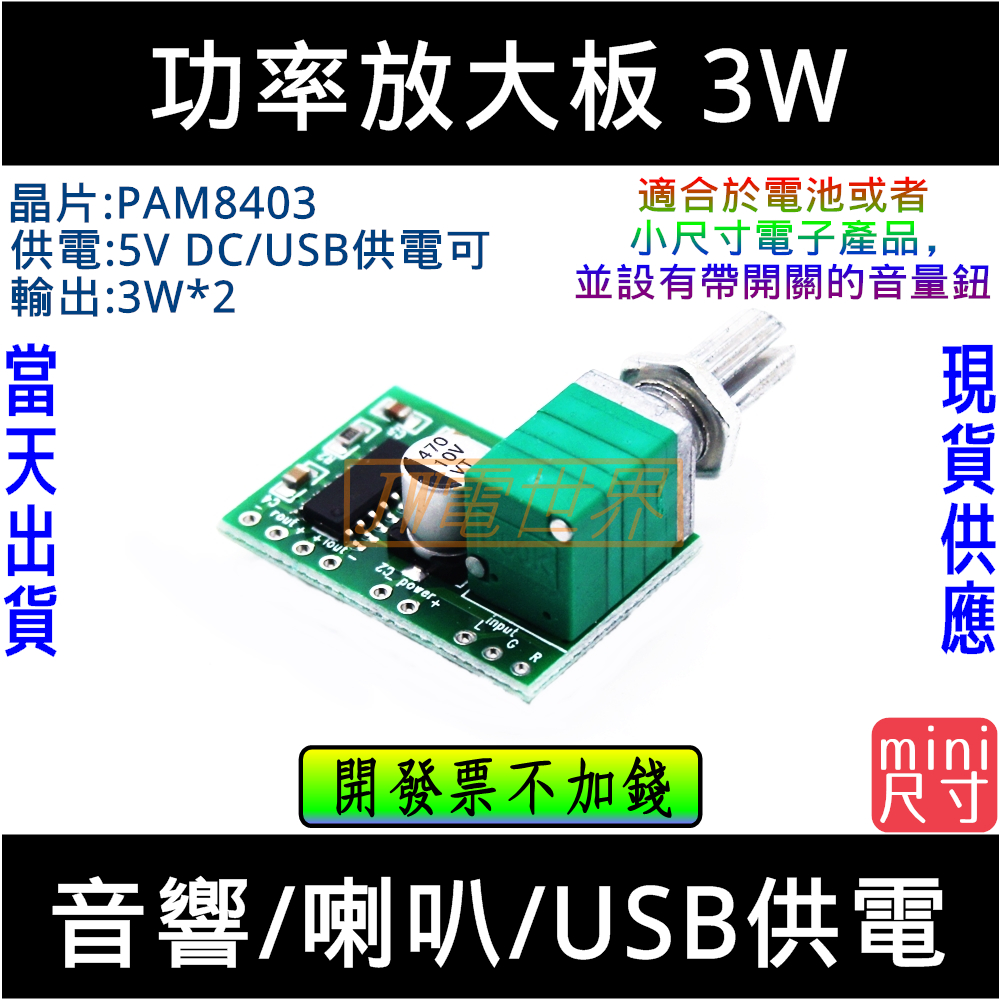 功率放大板 3W
晶片:PAM8403
供電:5V DC/USB供電可
輸出:3W*2
適合於電池或者
小尺寸電子產品,
並設有帶開關的音量鈕
當天出貨
現貨供應
470
10V
VT
JW電世界
C4
- rout +
+ lout -
C2
- power +
input
L G R
mini
尺寸
開發票不加錢
音響/喇叭/USB供電